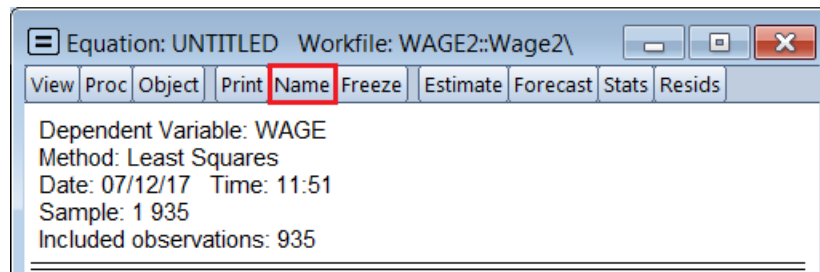 Equation: UNTITLED Workfile: WAGE2::Wage2\
View Proc Object Print Name Freeze Estimate Forecast Stats Resids
Dependent Variable: WAGE
Method: Least Squares
Date: 07/12/17 Time: 11:51
Sample: 1 935
Included observations: 935